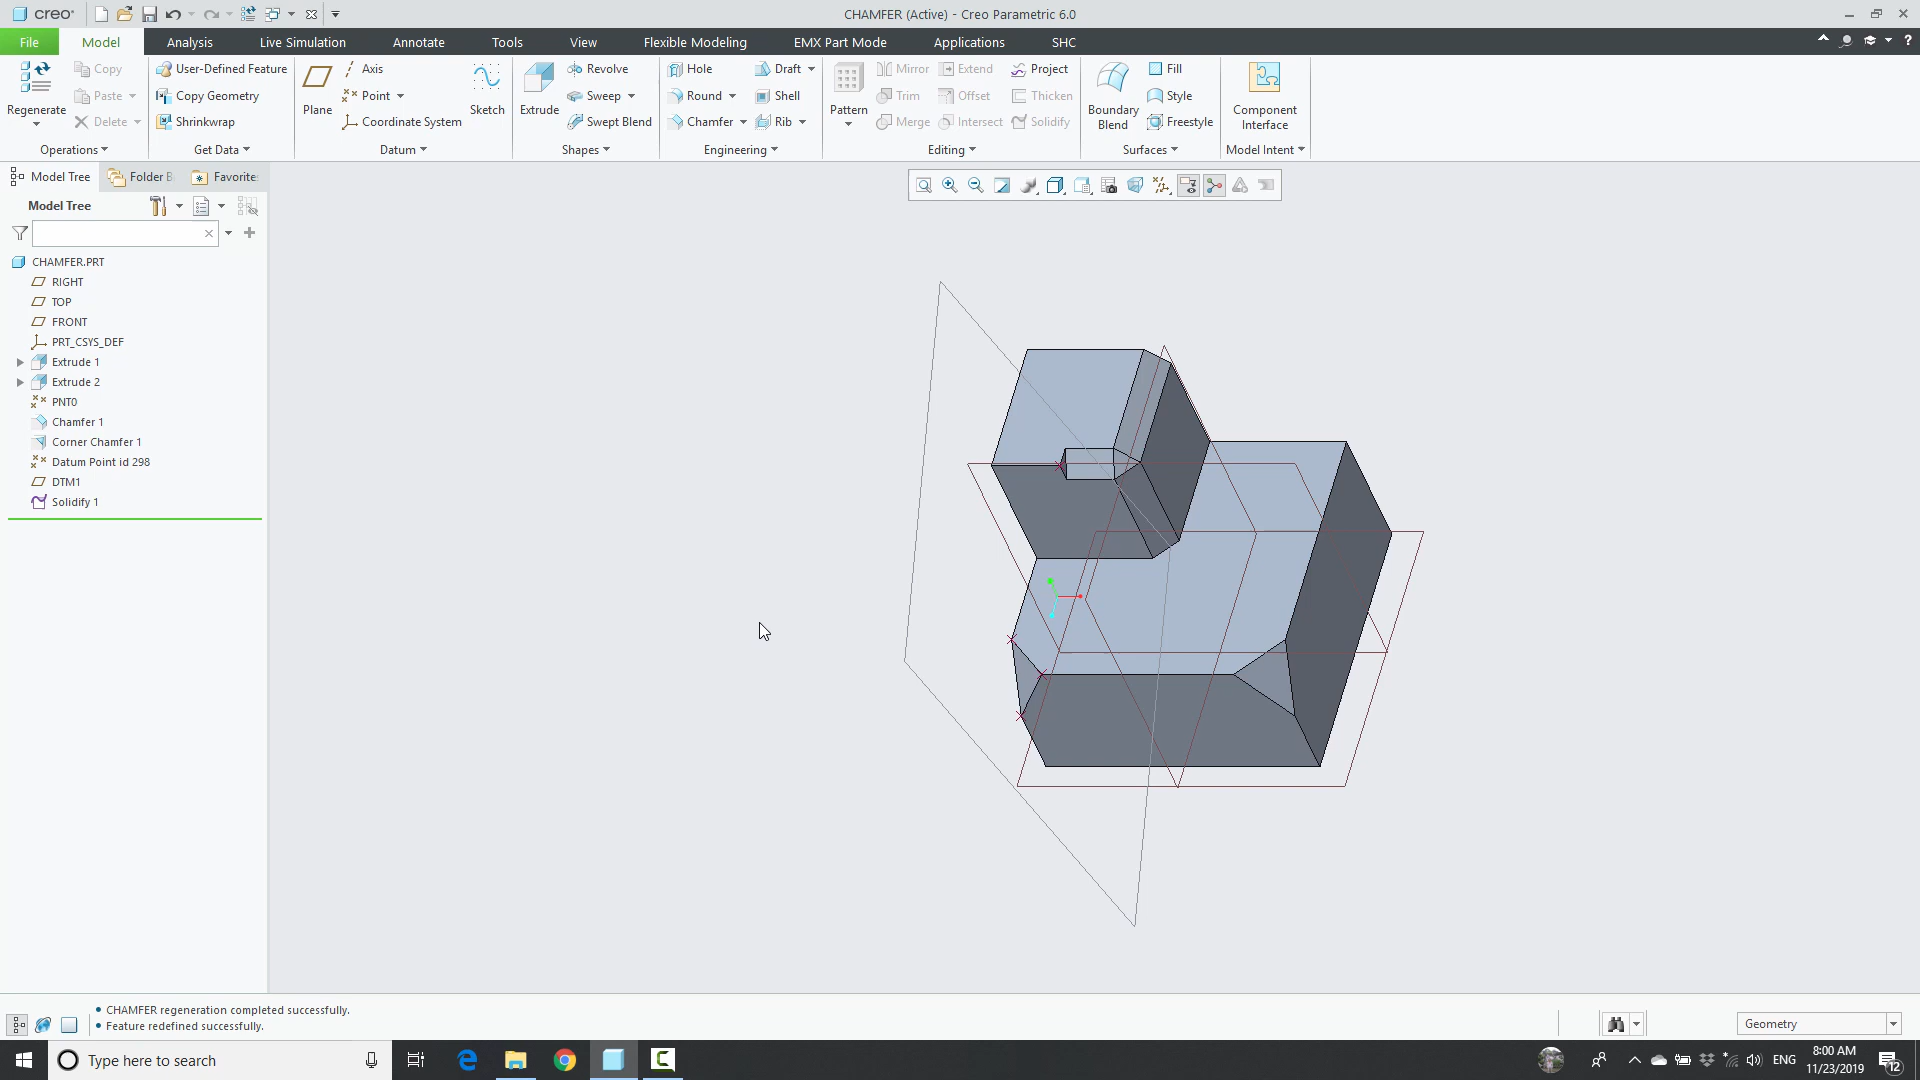 creo
CHAMFER (Active) - Creo Parametric 6.0
File Model Analysis Live Simulation Annotate Tools View Flexible Modeling EMX Part Mode Applications SHC
Regenerate
Copy
Paste
Delete
Operations
User-Defined Feature
Copy Geometry
Shrinkwrap
Get Data
Plane
Axis
Point
Coordinate System
Sketch
Datum
Extrude
Revolve
Sweep
Swept Blend
Shapes
Hole
Round
Chamfer
Draft
Shell
Rib
Engineering
Pattern
Mirror
Trim
Merge
Extend
Offset
Intersect
Project
Thicken
Solidify
Editing
Boundary
Blend
Fill
Style
Freestyle
Surfaces
Component
Interface
Model Intent
Model Tree Folder B Favorite
Model Tree
CHAMFER.PRT
RIGHT
TOP
FRONT
PRT_CSYS_DEF
Extrude 1
Extrude 2
PNT0
Chamfer 1
Corner Chamfer 1
Datum Point id 298
DTM1
Solidify 1
• CHAMFER regeneration completed successfully.
• Feature redefined successfully.
Geometry
Type here to search
ENG
8:00 AM
11/23/2019
12